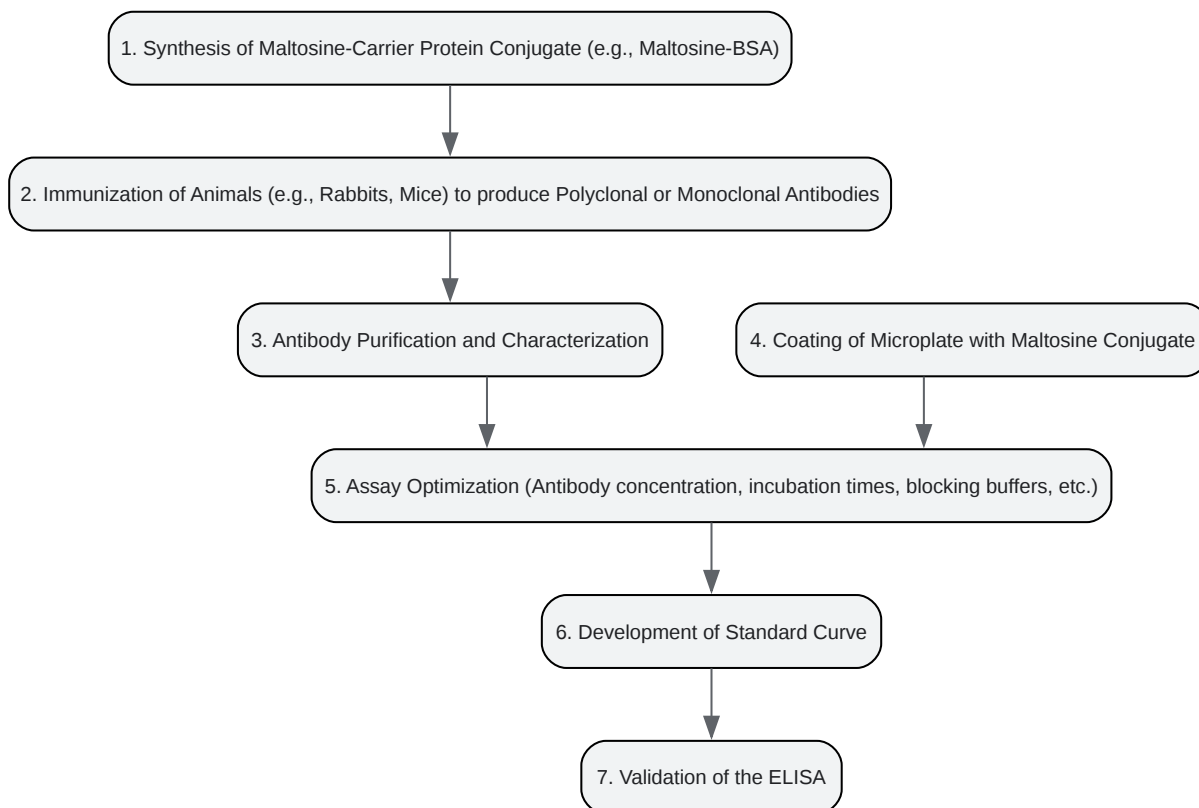 1. Synthesis of Maltosine-Carrier Protein Conjugate (e.g., Maltosine-BSA)
2. Immunization of Animals (e.g., Rabbits, Mice) to produce Polyclonal or Monoclonal Antibodies
3. Antibody Purification and Characterization
4. Coating of Microplate with Maltosine Conjugate
5. Assay Optimization (Antibody concentration, incubation times, blocking buffers, etc.)
6. Development of Standard Curve
7. Validation of the ELISA